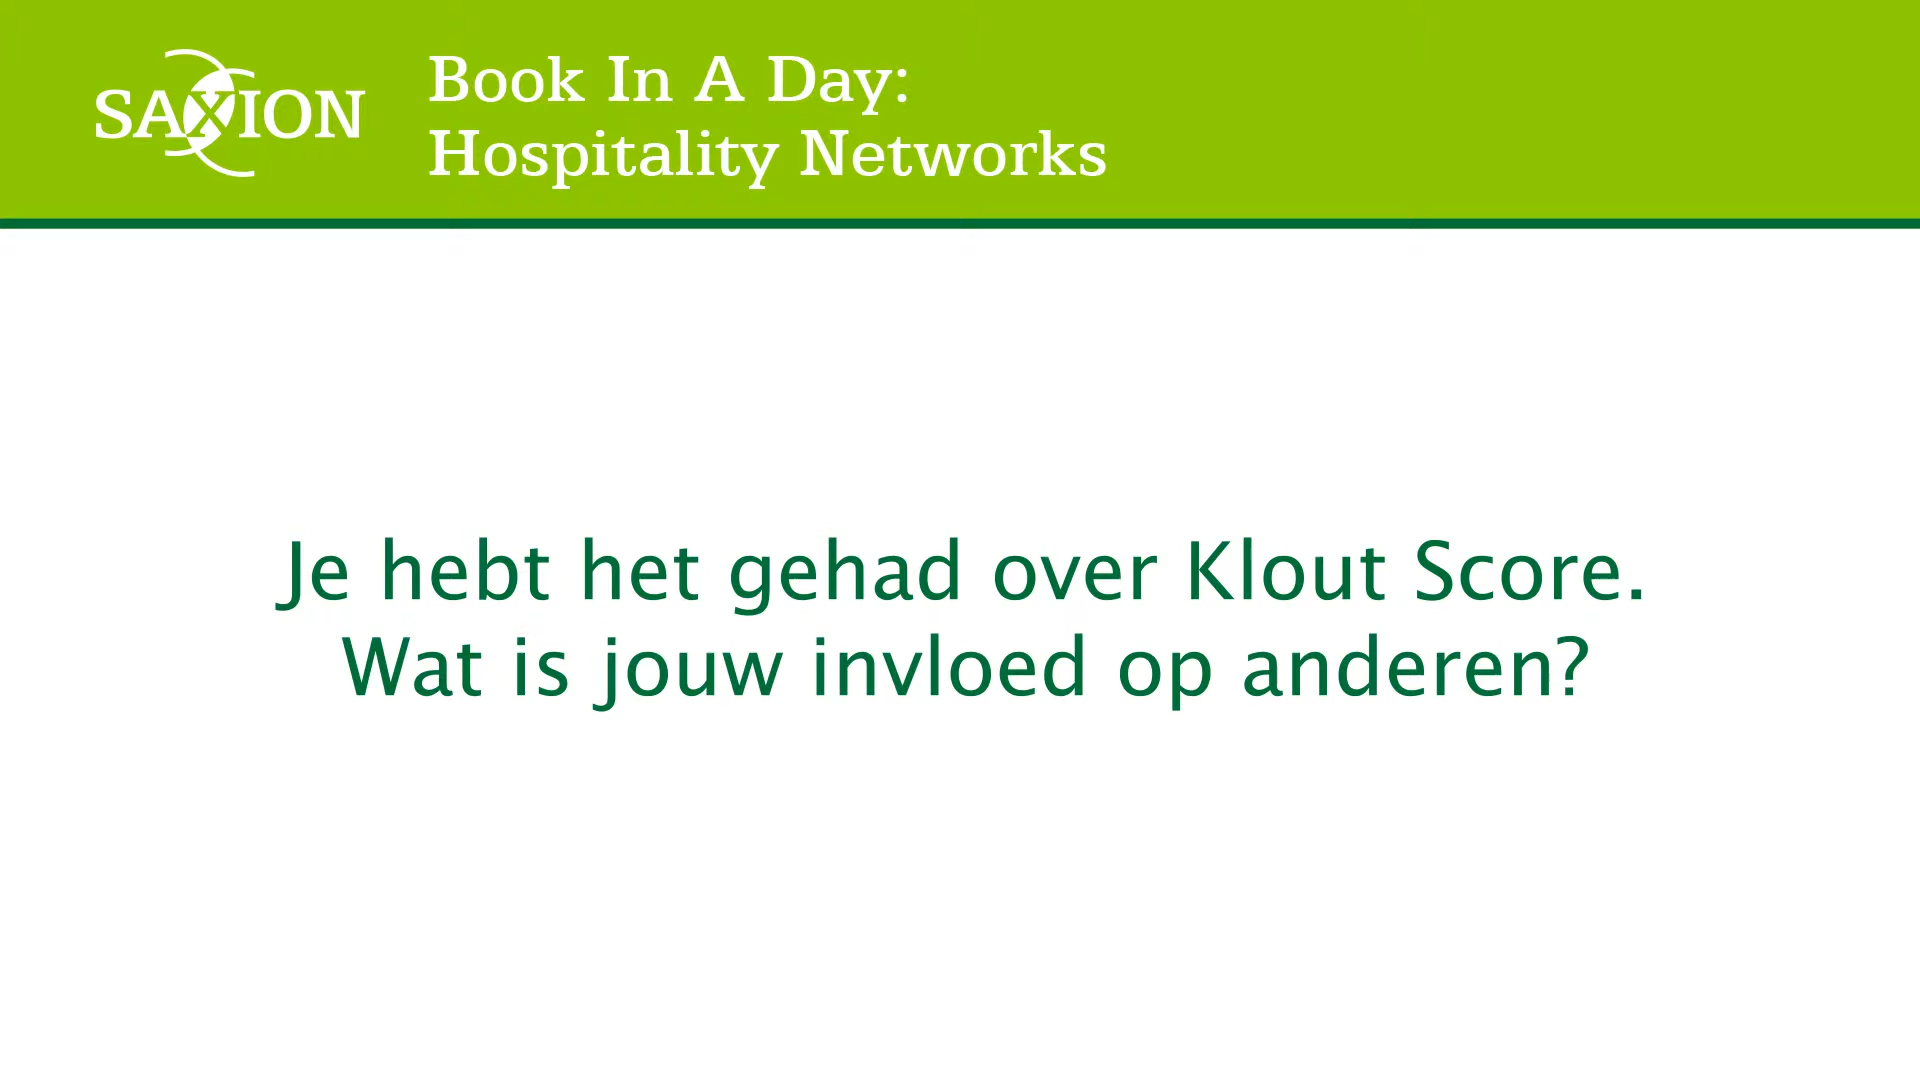 SAXION
Book In A Day:
Hospitality Networks
Je hebt het gehad over Klout Score.
Wat is jouw invloed op anderen?